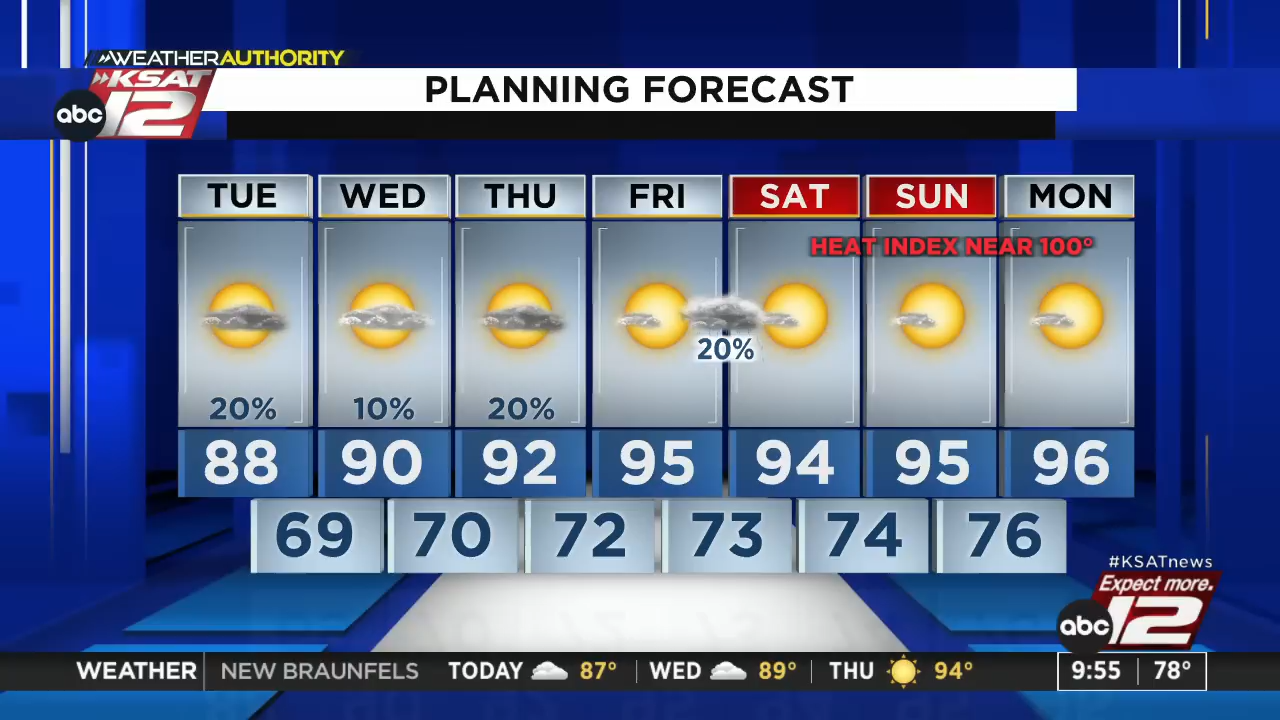 WEATHER AUTHORITY
KSAT
abc 12
PLANNING FORECAST
TUE WED THU FRI SAT SUN MON
HEAT INDEX NEAR 100°
20%
20% 10% 20%
88 90 92 95 94 95 96
69 70 72 73 74 76
#KSATnews
Expect more.
abc 12
WEATHER NEW BRAUNFELS TODAY 87° WED 89° THU 94° 9:55 78°